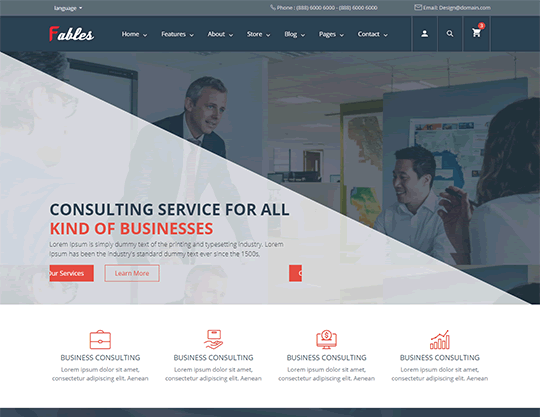 language
Phone : (888) 6000 6000 - (888) 6000 6000
Email: Design@domain.com
Fables
Home
Features
About
Store
Blog
Pages
Contact
3
CONSULTING SERVICE FOR ALL
KIND OF BUSINESSES
Lorem Ipsum is simply dummy text of the printing and typesetting industry. Lorem
Ipsum has been the industry's standard dummy text ever since the 1500s.
Our Services
Learn More
BUSINESS CONSULTING
Lorem ipsum dolor sit amet,
consectetur adipiscing elit. Aenean
BUSINESS CONSULTING
Lorem ipsum dolor sit amet,
consectetur adipiscing elit. Aenean
BUSINESS CONSULTING
Lorem ipsum dolor sit amet,
consectetur adipiscing elit. Aenean
BUSINESS CONSULTING
Lorem ipsum dolor sit amet,
consectetur adipiscing elit. Aenean